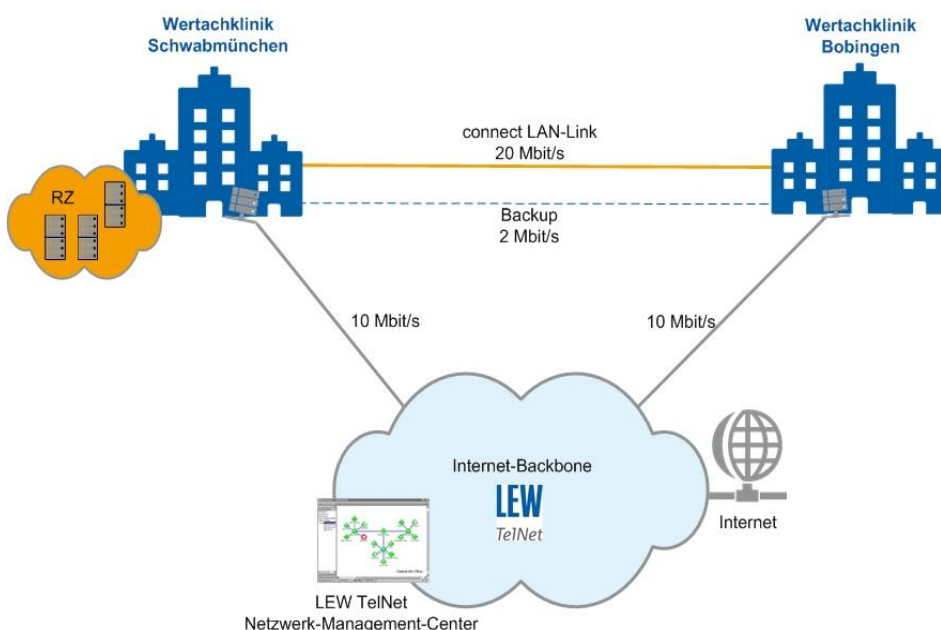 Wertachklinik
Schwabmünchen
Wertachklinik
Bobingen
connect LAN-Link
20 Mbit/s
RZ
Backup
2 Mbit/s
10 Mbit/s
10 Mbit/s
Internet-Backbone
LEW
TelNet
Internet
LEW TelNet
Netzwerk-Management-Center